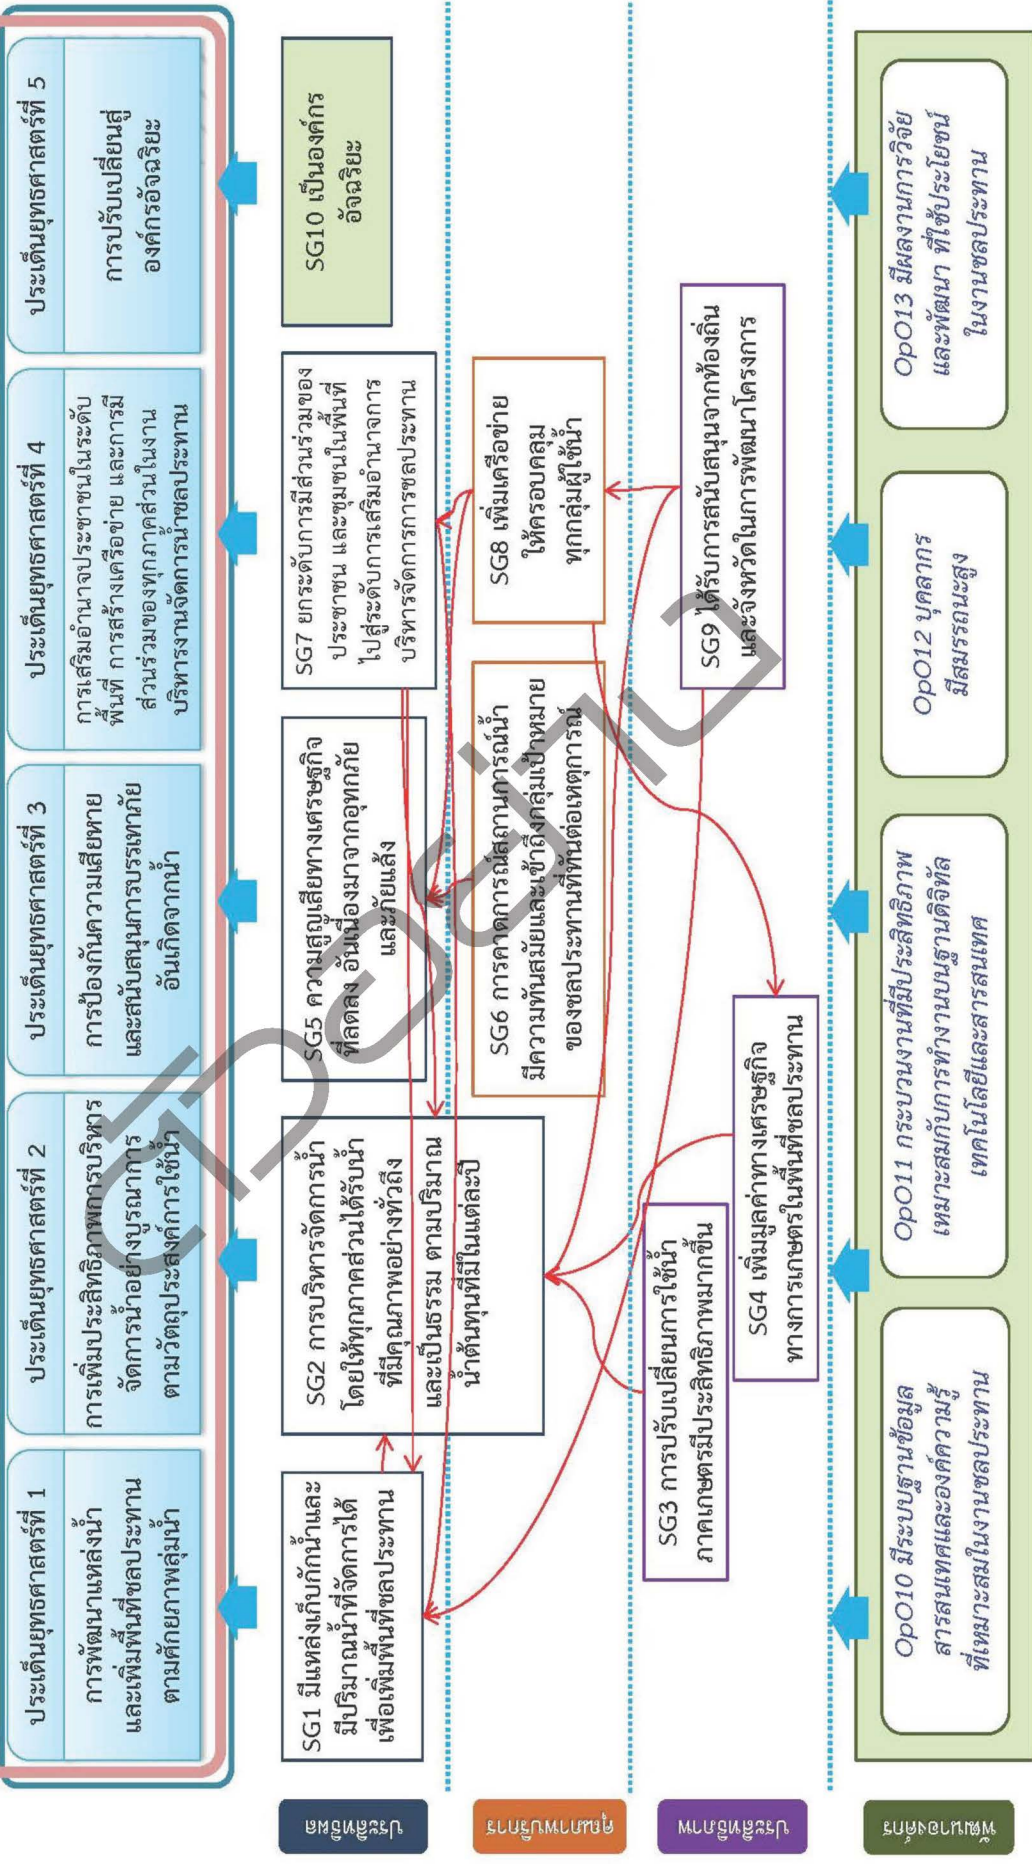 ประเด็นยุทธศาสตร์ที่ 1
การพัฒนาแหล่งน้ำ
และเพิ่มพื้นที่ชลประทาน
ตามศักยภาพลุ่มน้ำ
ประเด็นยุทธศาสตร์ที่ 2
การเพิ่มประสิทธิภาพการบริหาร
จัดการน้ำอย่างบูรณาการ
ตามวัตถุประสงค์การใช้น้ำ
ประเด็นยุทธศาสตร์ที่ 3
การป้องกันความเสียหาย
และสนับสนุนการบรรเทาภัย
อันเกิดจากน้ำ
ประเด็นยุทธศาสตร์ที่ 4
การเสริมอำนาจประชาชนในระดับ
พื้นที่ การสร้างเครือข่าย และการมี
ส่วนร่วมของทุกภาคส่วนในงาน
บริหารงานจัดการน้ำชลประทาน
ประเด็นยุทธศาสตร์ที่ 5
การปรับเปลี่ยนสู่
องค์กรอัจฉริยะ
ประสิทธิผล
SG1 มีแหล่งเก็บกักน้ำและ
มีปริมาณน้ำที่จัดการได้
เพื่อเพิ่มพื้นที่ชลประทาน
SG2 การบริหารจัดการน้ำ
โดยให้ทุกภาคส่วนได้รับน้ำ
ที่มีคุณภาพอย่างทั่วถึง
และเป็นธรรม ตามปริมาณ
น้ำต้นทุนที่มีในแต่ละปี
SG5 ความสูญเสียทางเศรษฐกิจ
ที่ลดลง อันเนื่องมาจากอุทกภัย
และภัยแล้ง
SG7 ยกระดับการมีส่วนร่วมของ
ประชาชน และชุมชนในพื้นที่
ไปสู่ระดับการเสริมอำนาจการ
บริหารจัดการการชลประทาน
SG10 เป็นองค์กร
อัจฉริยะ
คุณภาพบริการ
SG6 การคาดการณ์สถานการณ์น้ำ
มีความทันสมัยและเข้าถึงกลุ่มเป้าหมาย
ของชลประทานที่ทันต่อเหตุการณ์
SG8 เพิ่มเครือข่าย
ให้ครอบคลุม
ทุกกลุ่มผู้ใช้น้ำ
ประสิทธิภาพ
SG3 การปรับเปลี่ยนการใช้น้ำ
ภาคเกษตรมีประสิทธิภาพมากขึ้น
SG4 เพิ่มมูลค่าทางเศรษฐกิจ
ทางการเกษตรในพื้นที่ชลประทาน
SG9 ได้รับการสนับสนุนจากท้องถิ่น
และจังหวัดในการพัฒนาโครงการ
พัฒนาองค์กร
OpO10 มีระบบฐานข้อมูล
สารสนเทศและองค์ความรู้
ที่เหมาะสมในงานชลประทาน
OpO11 กระบวนงานที่มีประสิทธิภาพ
เหมาะสมกับการทำงานบนฐานดิจิทัล
เทคโนโลยีและสารสนเทศ
OpO12 บุคลากร
มีสมรรถนะสูง
OpO13 มีผลงานการวิจัย
และพัฒนา ที่ใช้ประโยชน์
ในงานชลประทาน
ตัวอย่าง